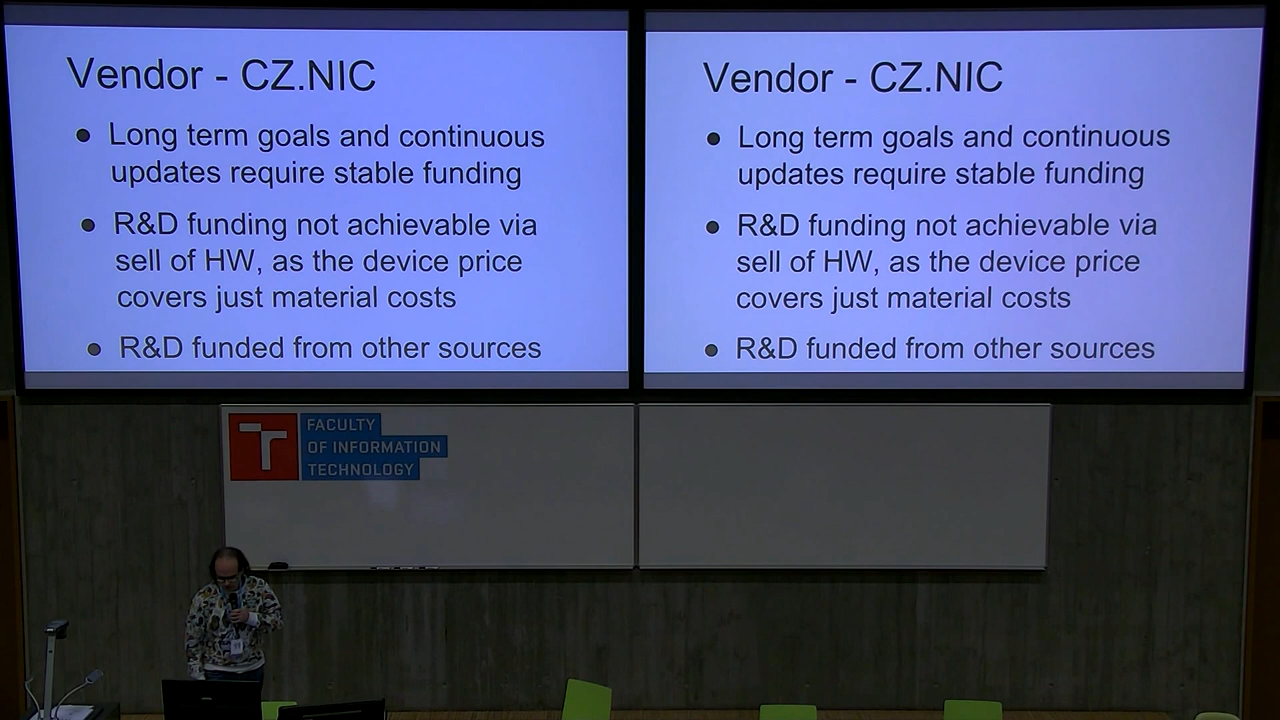 Vendor - CZ.NIC
● Long term goals and continuous
updates require stable funding
● R&D funding not achievable via
sell of HW, as the device price
covers just material costs
● R&D funded from other sources
Vendor - CZ.NIC
● Long term goals and continuous
updates require stable funding
● R&D funding not achievable via
sell of HW, as the device price
covers just material costs
● R&D funded from other sources
T FACULTY
OF INFORMATION
TECHNOLOGY